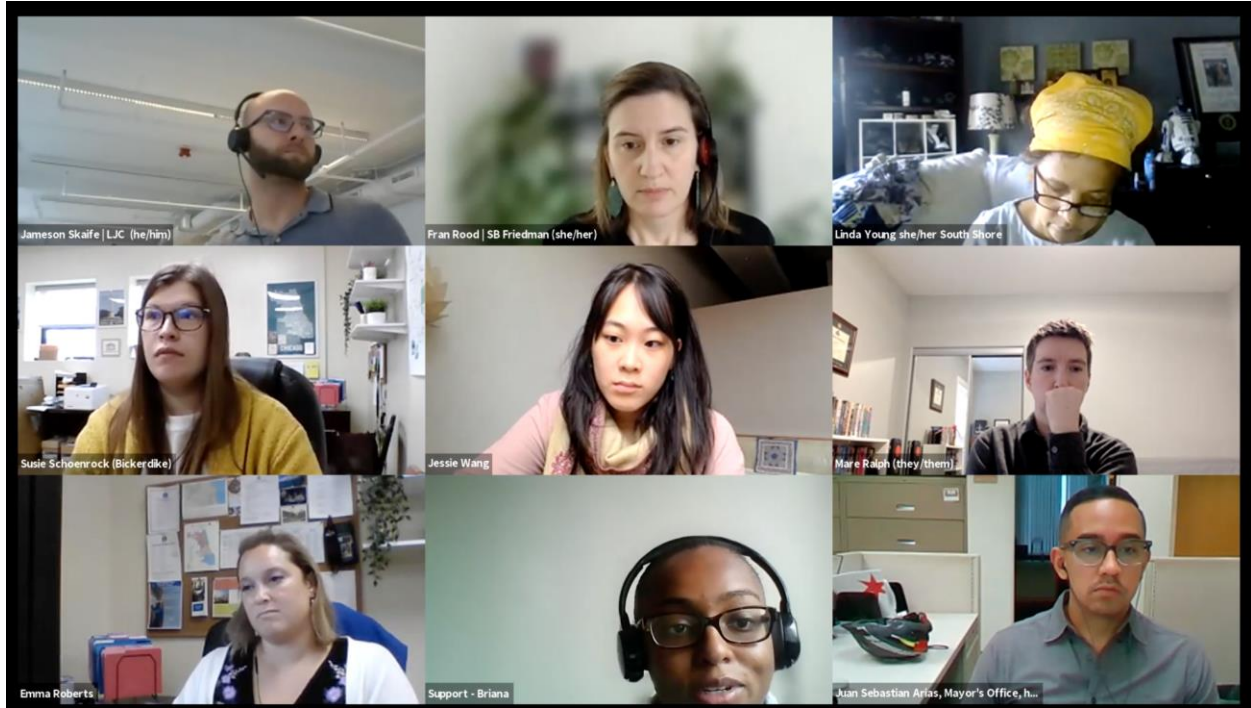 Jameson Skaife | LJC (he/him)
Fran Rood | SB Friedman (she/her)
Linda Young she/her South Shore
Susie Schoenrock (Bickerdike)
Jessie Wang
Mare Ralph (they/them)
CHICAGO
Emma Roberts
Support - Briana
Juan Sebastian Arias, Mayor's Office, h...